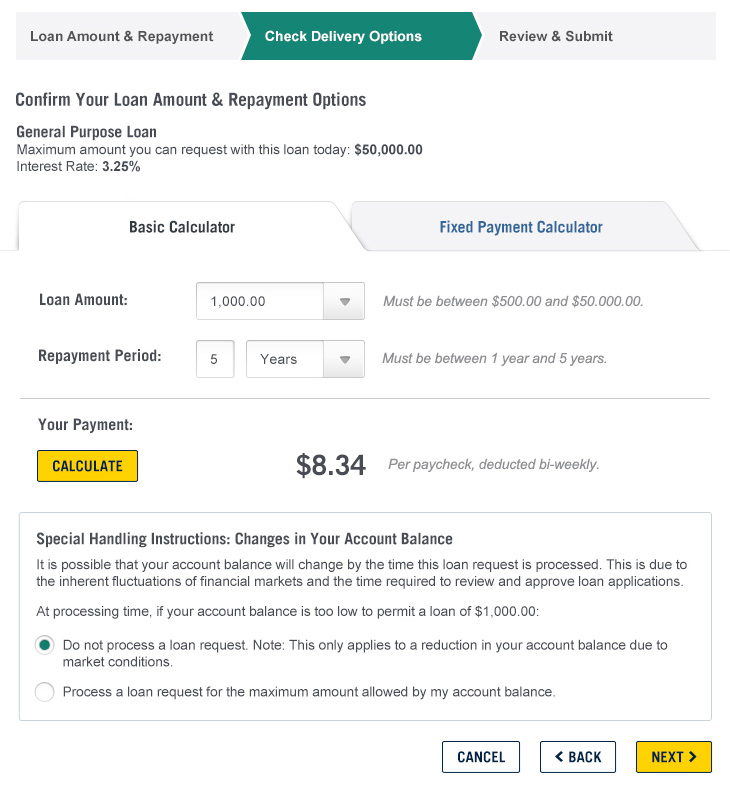 Loan Amount & Repayment
Check Delivery Options
Review & Submit
Confirm Your Loan Amount & Repayment Options
General Purpose Loan
Maximum amount you can request with this loan today: $50,000.00
Interest Rate: 3.25%
Basic Calculator
Fixed Payment Calculator
Loan Amount:
1,000.00
Must be between $500.00 and $50.000.00.
Repayment Period:
5
Years
Must be between 1 year and 5 years.
Your Payment:
CALCULATE
$8.34
Per paycheck, deducted bi-weekly.
Special Handling Instructions: Changes in Your Account Balance
It is possible that your account balance will change by the time this loan request is processed. This is due to
the inherent fluctuations of financial markets and the time required to review and approve loan applications.
At processing time, if your account balance is too low to permit a loan of $1,000.00:
Do not process a loan request. Note: This only applies to a reduction in your account balance due to
market conditions.
Process a loan request for the maximum amount allowed by my account balance.
CANCEL
BACK
NEXT